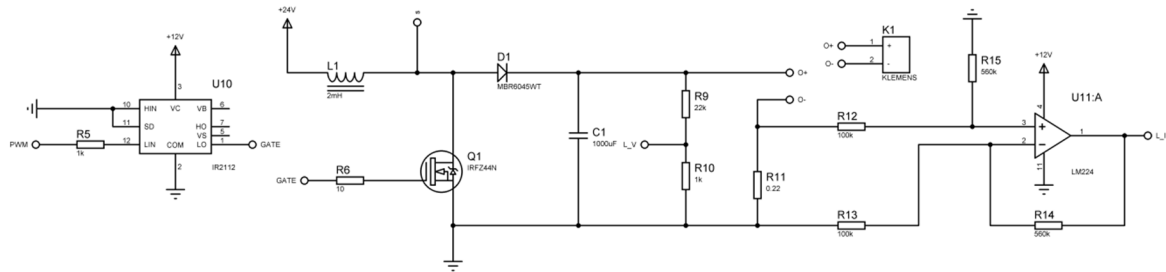 +24V
s
+12V
U10
3
10
HIN
VC
VB
6
11
SD
HO
7
VS
5
PWM
R5
1k
12
LIN
COM
LO
1
GATE
2
IR2112
L1
2mH
D1
MBR6045WT
GATE
R6
10
Q1
IRFZ44N
C1
1000uF
L_V
R9
22k
R10
1k
O+
O-
R11
0.22
O+
1
+
O-
2
-
K1
KLEMENS
R12
100k
R13
100k
R15
560k
+12V
4
U11:A
3
+
2
-
1
L_I
11
LM224
R14
560k